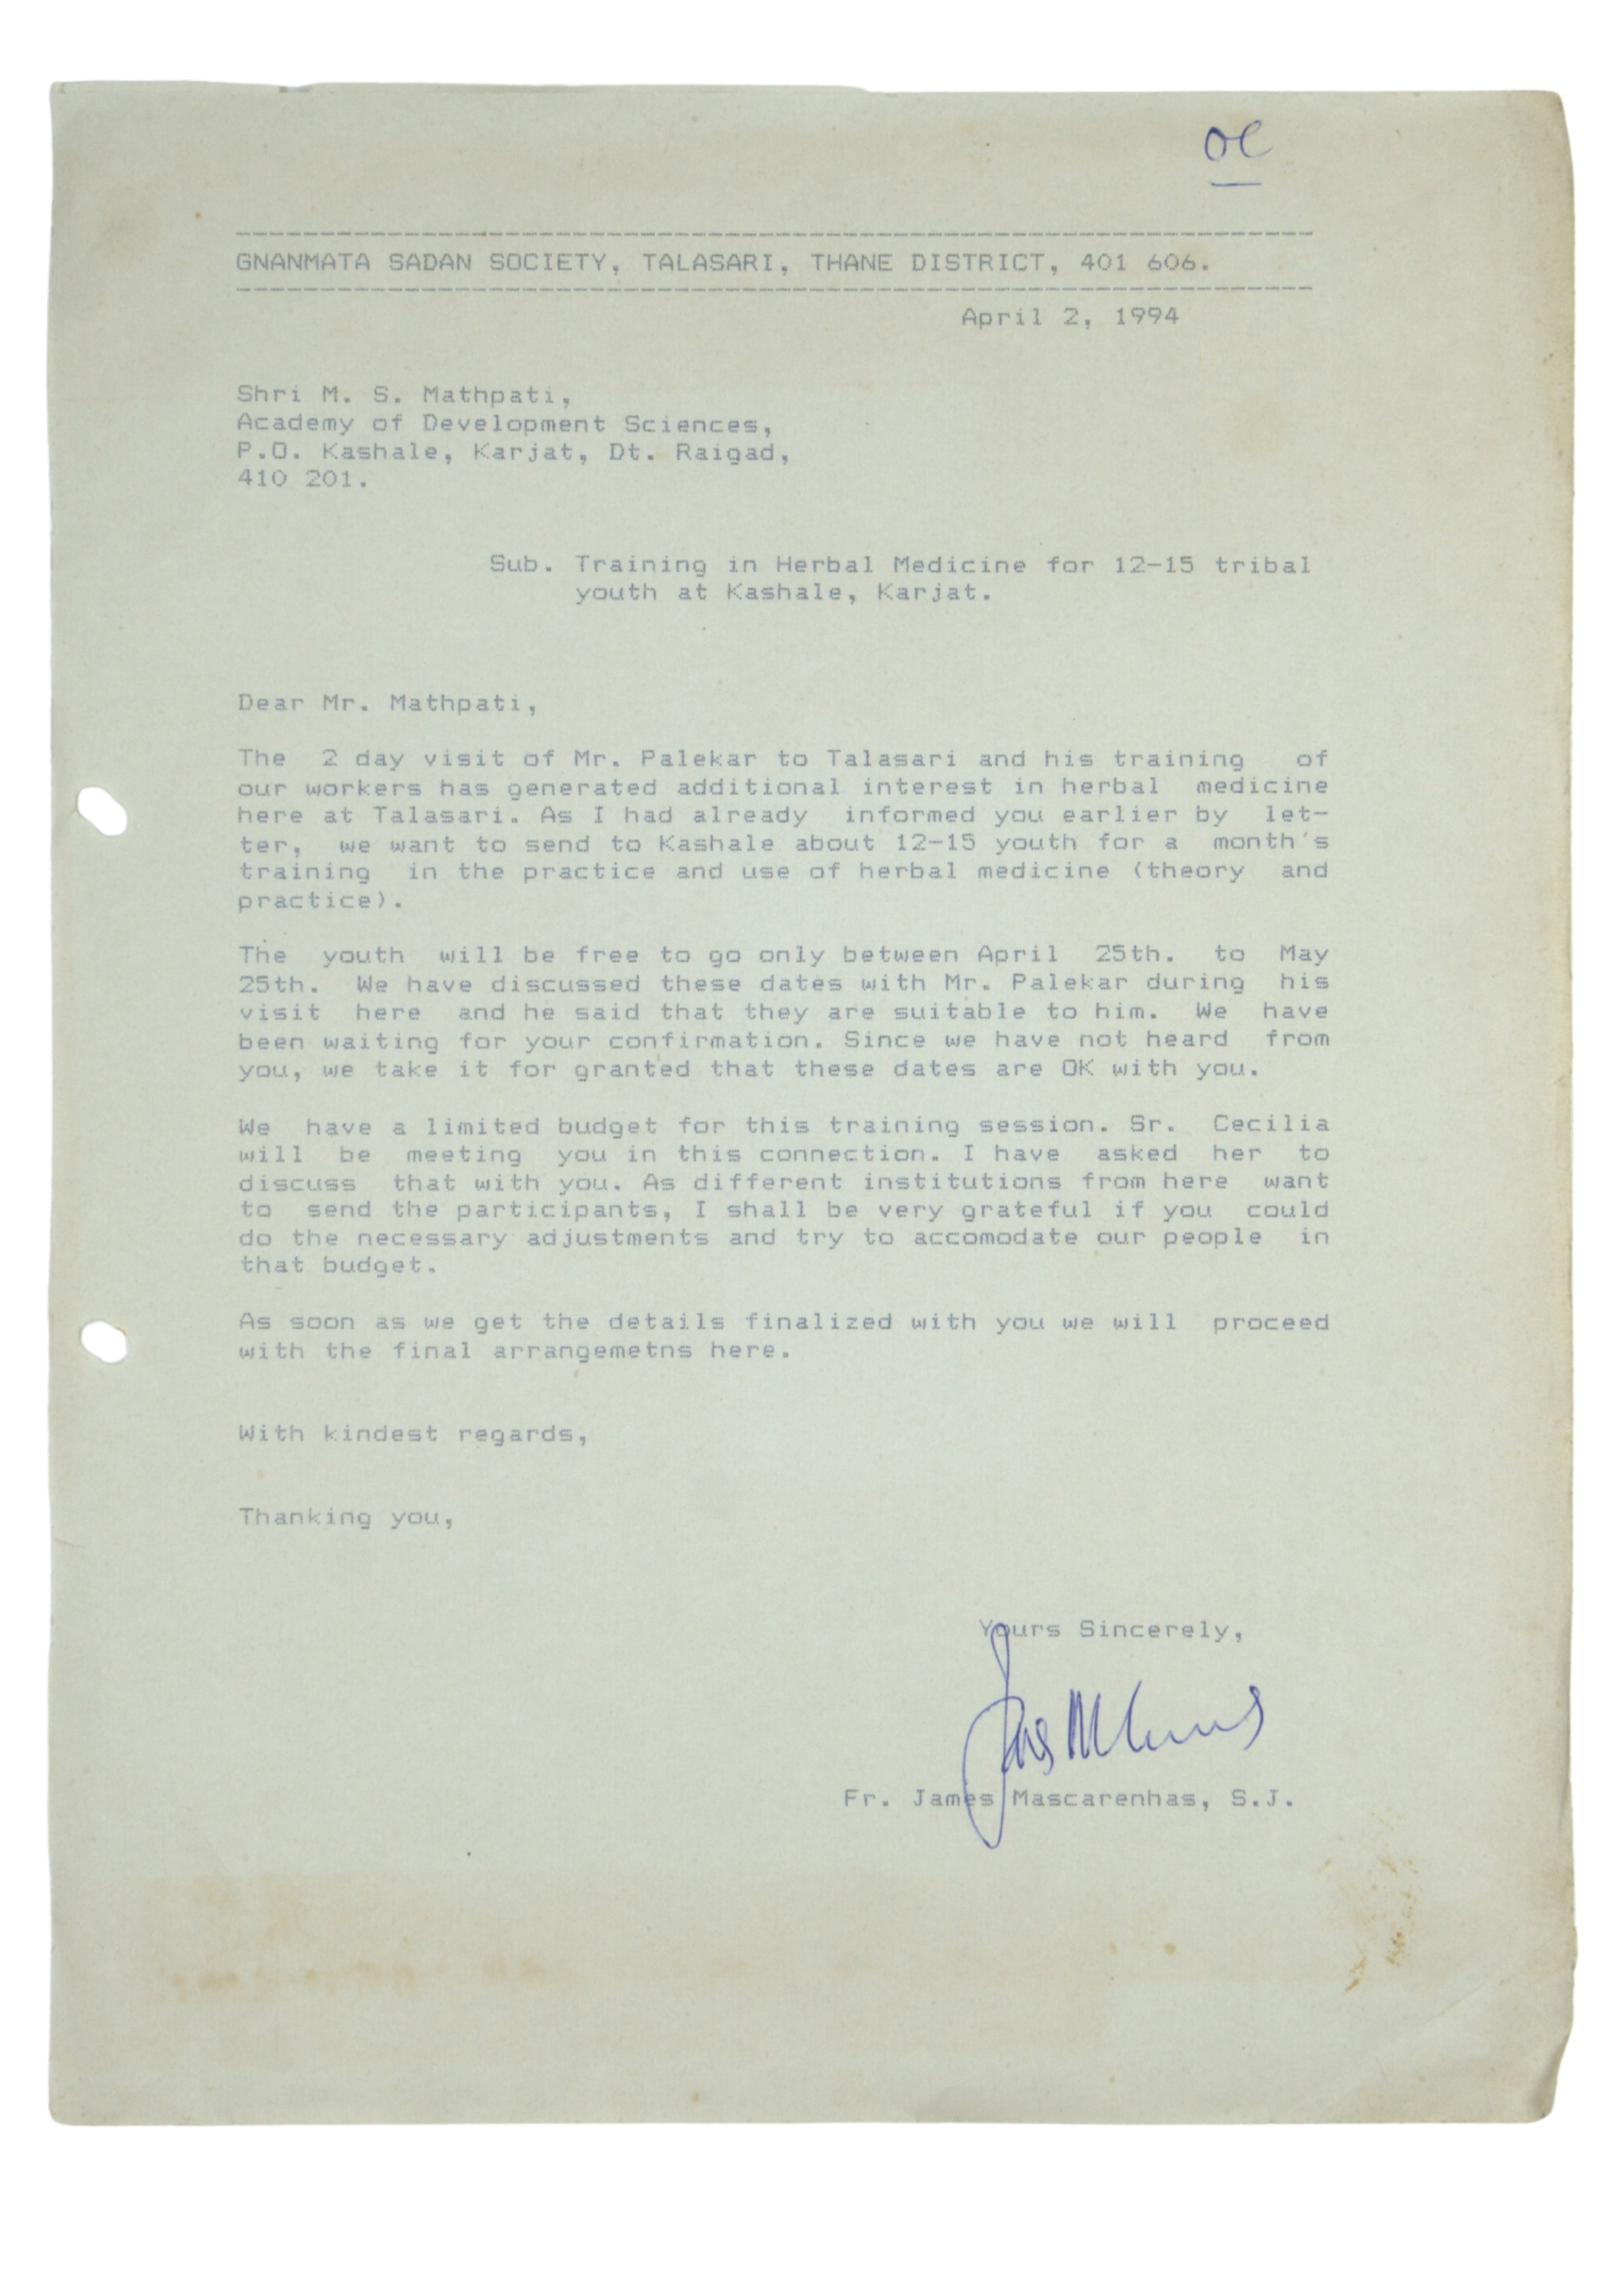 OC
GNANMATA SADAN SOCIETY, TALASARI, THANE DISTRICT, 401 606.
April 2, 1994
Shri M. S. Mathpati,
Academy of Development Sciences,
P.O. Kashale, Karjat, Dt. Raigad,
410 201.
Sub. Training in Herbal Medicine for 12-15 tribal
youth at Kashale, Karjat.
Dear Mr. Mathpati,
The 2 day visit of Mr. Palekar to Talasari and his training of
our workers has generated additional interest in herbal medicine
here at Talasari. As I had already informed you earlier by let-
ter, we want to send to Kashale about 12-15 youth for a month's
training in the practice and use of herbal medicine (theory and
practice).
The youth will be free to go only between April 25th. to May
25th. We have discussed these dates with Mr. Palekar during his
visit here and he said that they are suitable to him. We have
been waiting for your confirmation. Since we have not heard from
you, we take it for granted that these dates are OK with you.
We have a limited budget for this training session. Sr. Cecilia
will be meeting you in this connection. I have asked her to
discuss that with you. As different institutions from here want
to send the participants, I shall be very grateful if you could
do the necessary adjustments and try to accomodate our people in
that budget.
As soon as we get the details finalized with you we will proceed
with the final arrangemetns here.
With kindest regards,
Thanking you,
Yours Sincerely,
Fr. James Mascarenhas, S.J.